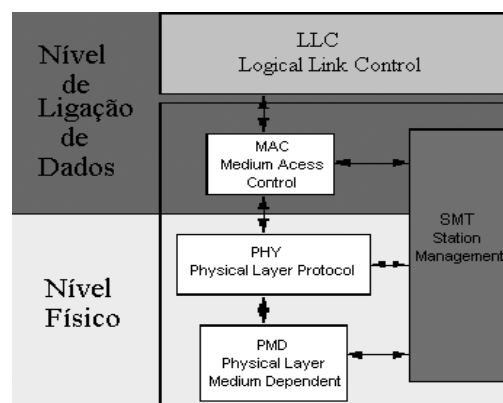 Nível
de
Ligação
de
Dados
LLC
Logical Link Control
MAC
Medium Acess
Control
SMT
Station
Management
PHY
Physical Layer Protocol
Nível
Físico
PMD
Physical Layer
Medium Dependent